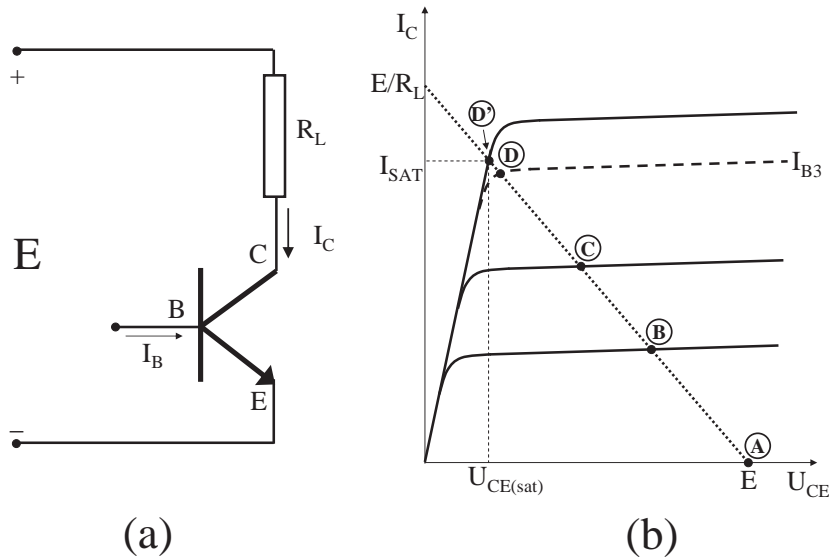 +
R_L
I_C
C
E
B
I_B
E
–
(a)
I_C
E/R_L
D'
D
I_SAT
I_B3
C
B
A
U_CE(sat)
E
U_CE
(b)